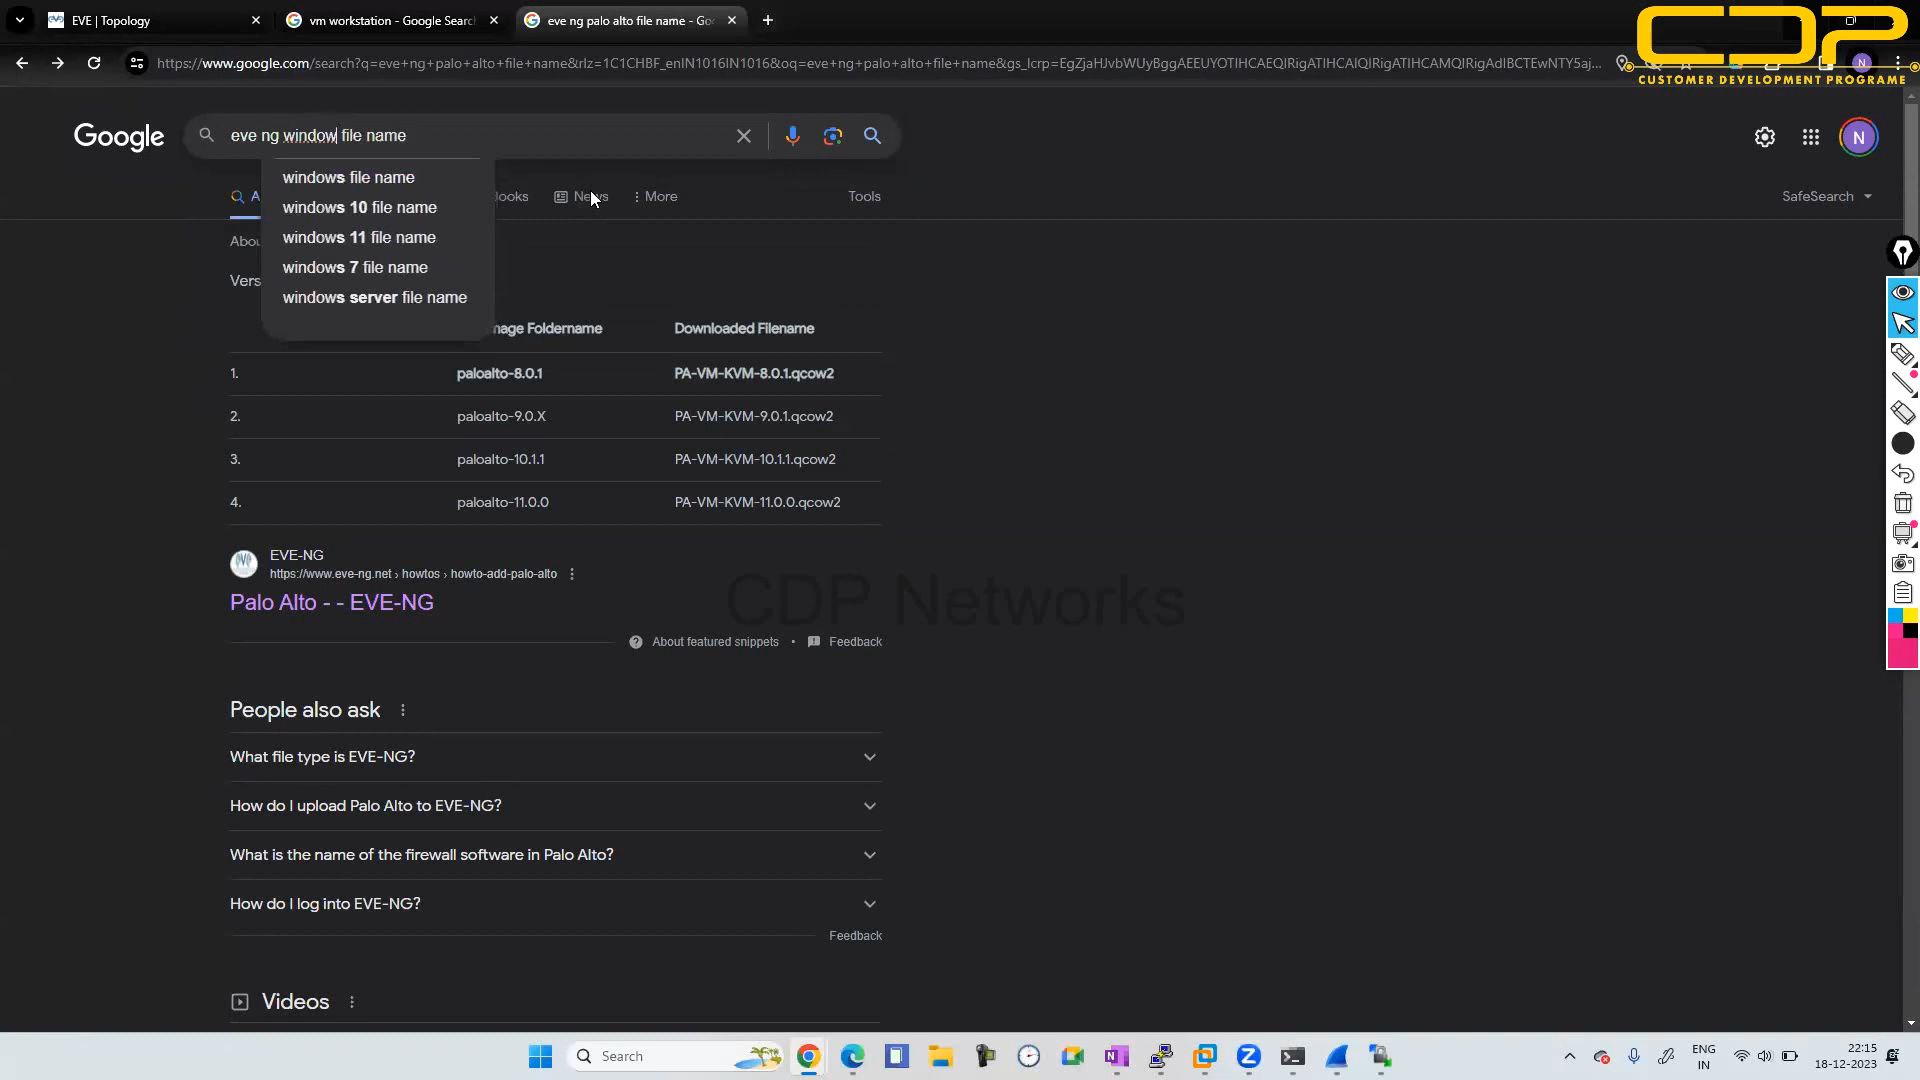 EVE | Topology
vm workstation - Google Searc
eve ng palo alto file name - Go
https://www.google.com/search?q=eve+ng+palo+alto+file+name&rlz=1C1CHBF_enIN1016IN1016&oq=eve+ng+palo+alto+file+name&gs_lcrp=EgZjaHJvbWUyBggAEEUYOTIHCAEQIRigATIHCAIQIRigATIHCAMQIRigAdIBCTEwNTY5aj...
CDP
CUSTOMER DEVELOPMENT PROGRAME
Google
eve ng window file name
N
windows file name
windows 10 file name
windows 11 file name
windows 7 file name
windows server file name
A
ooks
News
More
Tools
SafeSearch
Abou
Vers
mage Foldername
Downloaded Filename
1. paloalto-8.0.1 PA-VM-KVM-8.0.1.qcow2
2. paloalto-9.0.X PA-VM-KVM-9.0.1.qcow2
3. paloalto-10.1.1 PA-VM-KVM-10.1.1.qcow2
4. paloalto-11.0.0 PA-VM-KVM-11.0.0.qcow2
EVE-NG
https://www.eve-ng.net › howtos › howto-add-palo-alto
Palo Alto - - EVE-NG
CDP Networks
About featured snippets • Feedback
People also ask
What file type is EVE-NG?
How do I upload Palo Alto to EVE-NG?
What is the name of the firewall software in Palo Alto?
How do I log into EVE-NG?
Feedback
Videos
Search
ENG
IN
22:15
18-12-2023